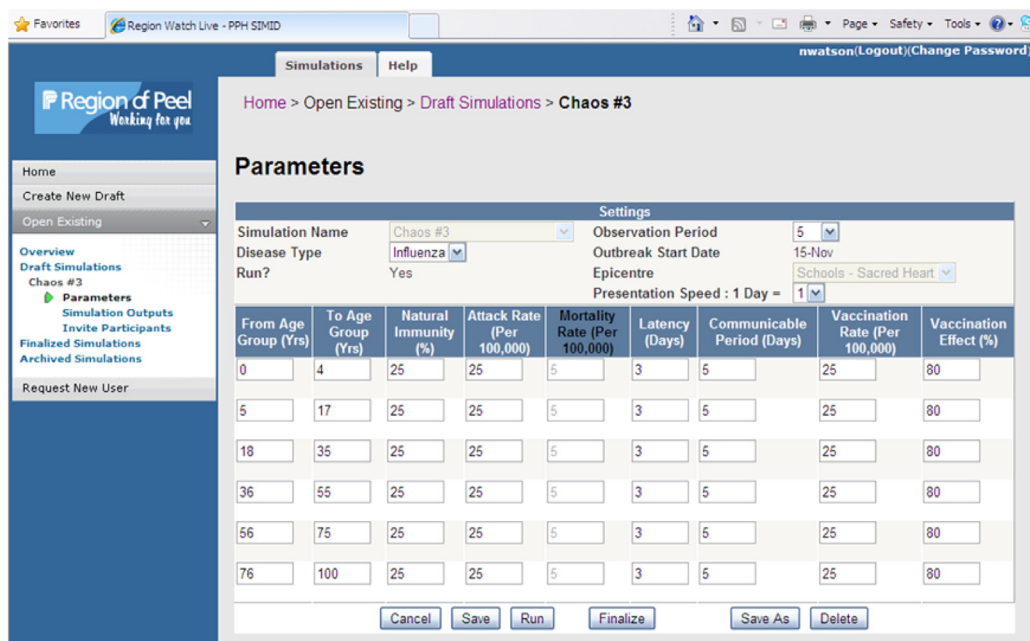 Favorites
Region Watch Live - PPH SIMID
Page
Safety
Tools
nwatson(Logout)(Change Password)
Simulations
Help
Region of Peel
Working for you
Home > Open Existing > Draft Simulations > Chaos #3
Home
Create New Draft
Open Existing
Overview
Draft Simulations
Chaos #3
Parameters
Simulation Outputs
Invite Participants
Finalized Simulations
Archived Simulations
Request New User
Parameters
Settings
Simulation Name Chaos #3 Observation Period 5
Disease Type Influenza Outbreak Start Date 15-Nov
Run? Yes Epicentre Schools - Sacred Heart
Presentation Speed : 1 Day = 1
From Age Group (Yrs) To Age Group (Yrs) Natural Immunity (%) Attack Rate (Per 100,000) Mortality Rate (Per 100,000) Latency (Days) Communicable Period (Days) Vaccination Rate (Per 100,000) Vaccination Effect (%)
0 4 25 25 5 3 5 25 80
5 17 25 25 5 3 5 25 80
18 35 25 25 5 3 5 25 80
36 55 25 25 5 3 5 25 80
56 75 25 25 5 3 5 25 80
76 100 25 25 5 3 5 25 80
Cancel Save Run Finalize Save As Delete